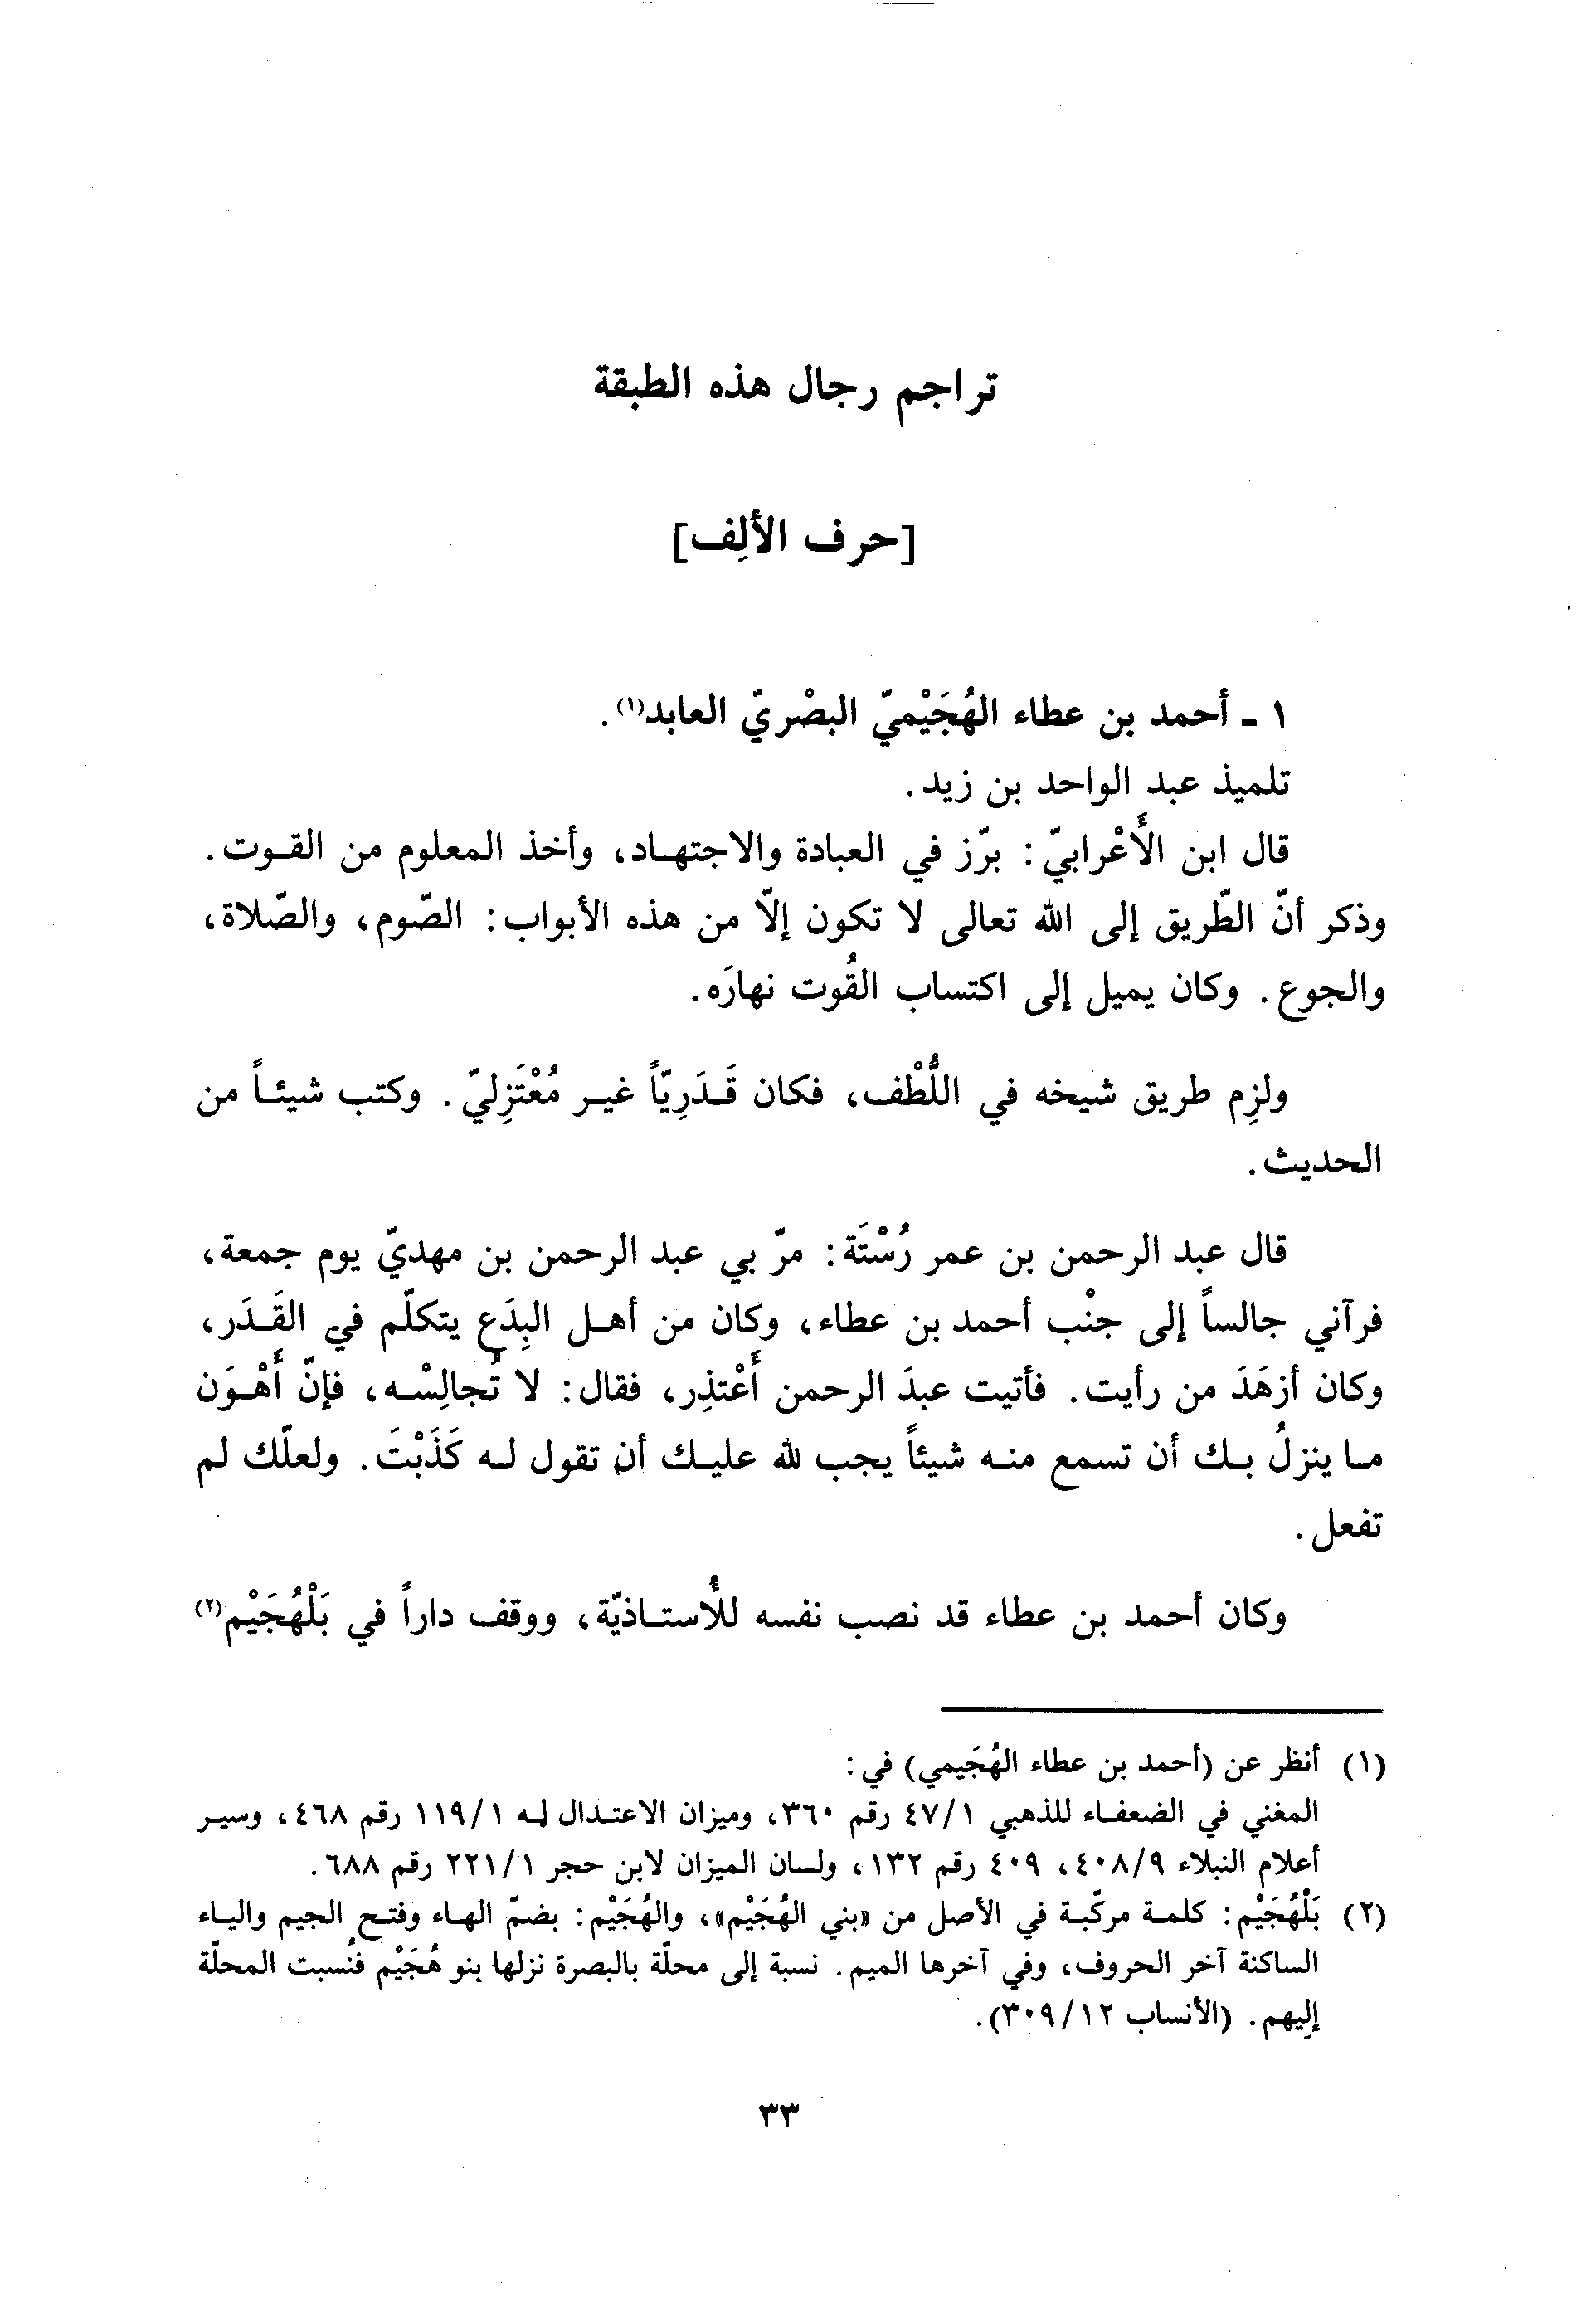 تراجم رجال هذه الطبقة
[حرف الألِف]
١ - أحمد بن عطاء الهُجَيْميّ البصْريّ العابد(١).
تلميذ عبد الواحد بن زيد.
قال ابن الأَعْرابيّ: برّز في العبادة والاجتهاد، وأخذ المعلوم من القوت.
وذكر أنّ الطّريق إلى الله تعالى لا تكون إلّا من هذه الأبواب: الصّوم، والصّلاة،
والجوع. وكان يميل إلى اكتساب القُوت نهارَه.
ولزِم طريق شيخه في اللُّطْف، فكان قَدَرِيّاً غير مُعْتَزِليّ. وكتب شيئاً من
الحديث.
قال عبد الرحمن بن عمر رُسْتَة: مرّ بي عبد الرحمن بن مهديّ يوم جمعة،
فرآني جالساً إلى جنْب أحمد بن عطاء، وكان من أهل البِدَع يتكلّم في القَدَر،
وكان أزهَدَ من رأيت. فأتيت عبدَ الرحمن أَعْتذِر، فقال: لا تُجالِسْه، فإنّ أَهْوَن
ما ينزلُ بك أن تسمع منه شيئاً يجب لله عليك أن تقول له كَذَبْتَ. ولعلّك لم
تفعل.
وكان أحمد بن عطاء قد نصب نفسه للأُستاذيّة، ووقف داراً في بَلْهُجَيْم(٢)
(١) أنظر عن (أحمد بن عطاء الهُجَيمي) في:
المغني في الضعفاء للذهبي ٤٧/١ رقم ٣٦٠، وميزان الاعتدال له ١١٩/١ رقم ٤٦٨، وسير
أعلام النبلاء ٤٠٨/٩، ٤٠٩ رقم ١٣٢، ولسان الميزان لابن حجر ٢٢١/١ رقم ٦٨٨.
(٢) بَلْهُجَيْم: كلمة مركّبة في الأصل من «بني الهُجَيْم»، والهُجَيْم: بضمّ الهاء وفتح الجيم والياء
الساكنة آخر الحروف، وفي آخرها الميم. نسبة إلى محلّة بالبصرة نزلها بنو هُجَيْم فنُسبت المحلّة
إليهم. (الأنساب ٣٠٩/١٢).
٣٣